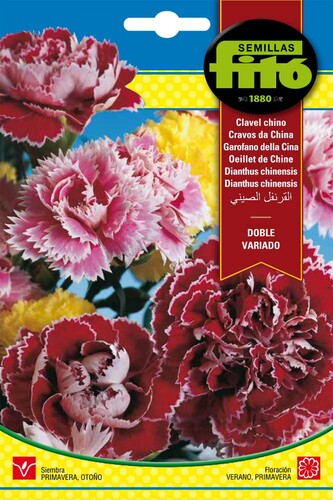 SEMILLAS
fitó
1880
Clavel chino
Cravos da China
Garofano della Cina
Oeillet de Chine
Dianthus chinensis
Dianthus chinensis
القرنفل الصيني
DOBLE
VARIADO
Siembra
PRIMAVERA, OTOÑO
Floración
VERANO, PRIMAVERA